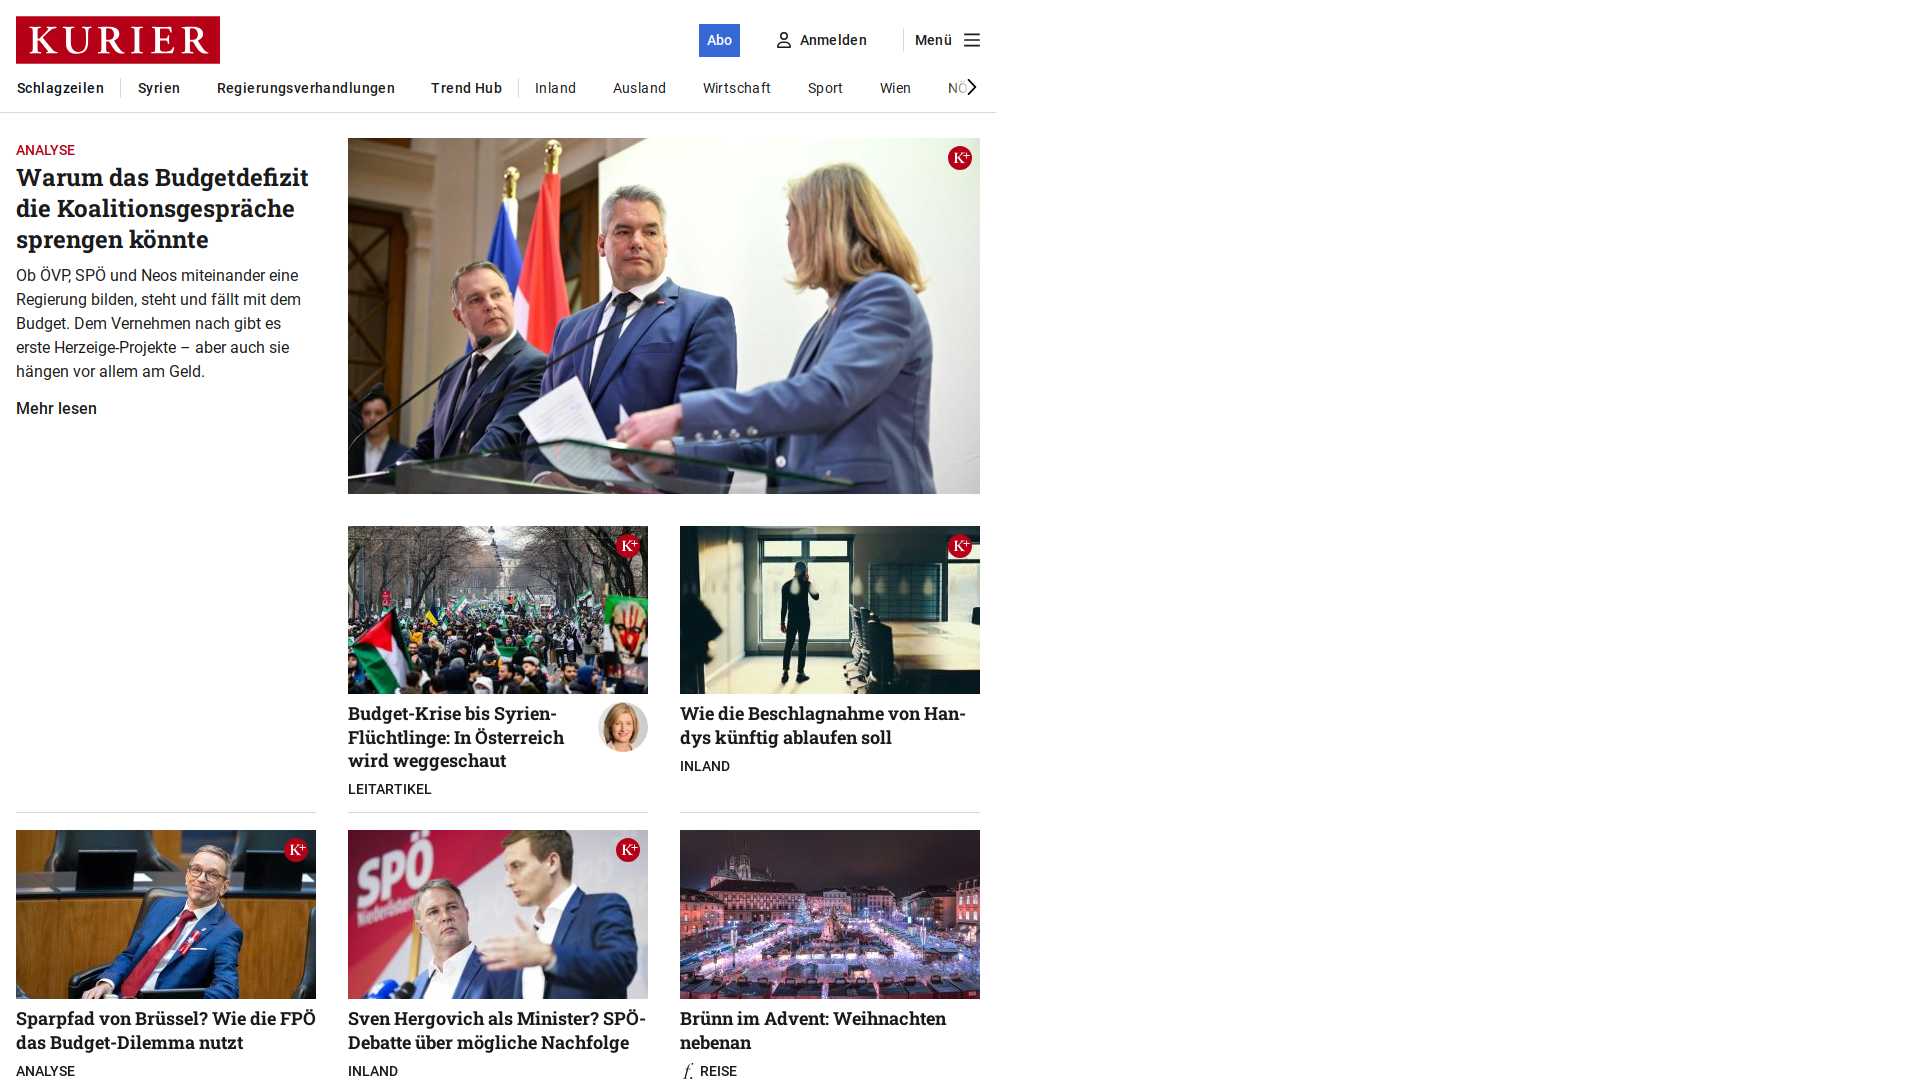 KURIER
Abo
Anmelden
Menü
Schlagzeilen
Syrien
Regierungsverhandlungen
Trend Hub
Inland
Ausland
Wirtschaft
Sport
Wien
NÖ
ANALYSE
Warum das Budgetdefizit
die Koalitionsgespräche
sprengen könnte
Ob ÖVP, SPÖ und Neos miteinander eine
Regierung bilden, steht und fällt mit dem
Budget. Dem Vernehmen nach gibt es
erste Herzeige-Projekte – aber auch sie
hängen vor allem am Geld.
Mehr lesen
K+
K+
K+
Budget-Krise bis Syrien-
Flüchtlinge: In Österreich
wird weggeschaut
LEITARTIKEL
Wie die Beschlagnahme von Han-
dys künftig ablaufen soll
INLAND
K+
SPÖ
Niederösterreich
K+
Sparpfad von Brüssel? Wie die FPÖ
das Budget-Dilemma nutzt
ANALYSE
Sven Hergovich als Minister? SPÖ-
Debatte über mögliche Nachfolge
INLAND
Brünn im Advent: Weihnachten
nebenan
f. REISE